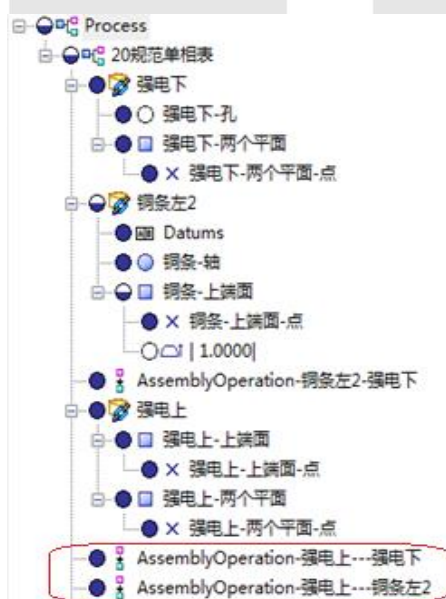 Process
20规范单相表
强电下
强电下-孔
强电下-两个平面
强电下-两个平面-点
铜条左2
Datums
铜条-轴
铜条-上端面
铜条-上端面-点
| 1.0000|
AssemblyOperation-铜条左2-强电下
强电上
强电上-上端面
强电上-上端面-点
强电上-两个平面
强电上-两个平面-点
AssemblyOperation-强电上---强电下
AssemblyOperation-强电上---铜条左2